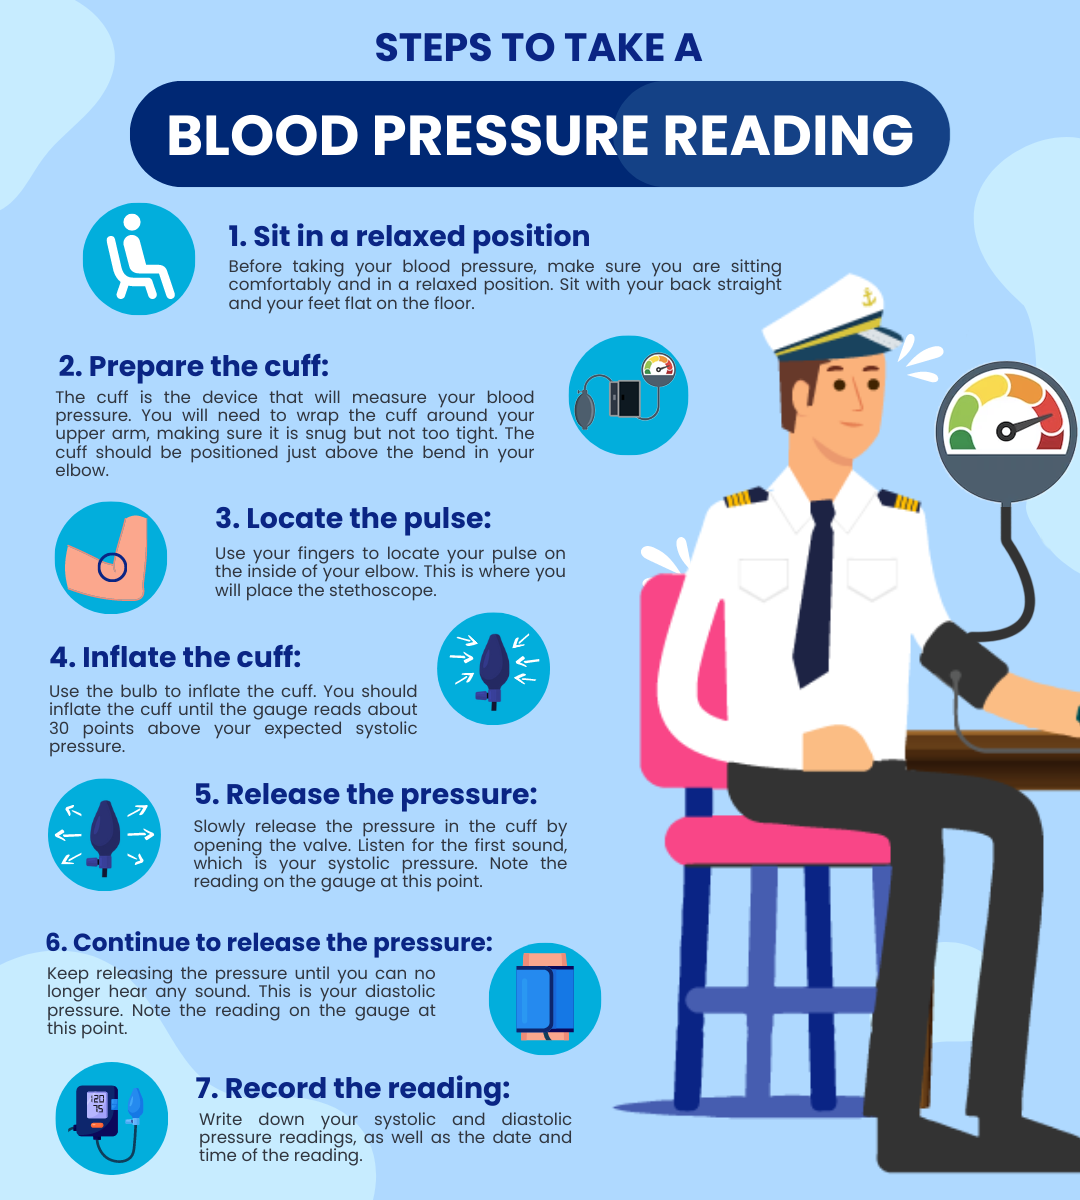 STEPS TO TAKE A
BLOOD PRESSURE READING
1. Sit in a relaxed position
Before taking your blood pressure, make sure you are sitting
comfortably and in a relaxed position. Sit with your back straight
and your feet flat on the floor.
2. Prepare the cuff:
The cuff is the device that will measure your blood
pressure. You will need to wrap the cuff around your
upper arm, making sure it is snug but not too tight. The
cuff should be positioned just above the bend in your
elbow.
3. Locate the pulse:
Use your fingers to locate your pulse on
the inside of your elbow. This is where you
will place the stethoscope.
4. Inflate the cuff:
Use the bulb to inflate the cuff. You should
inflate the cuff until the gauge reads about
30 points above your expected systolic
pressure.
5. Release the pressure:
Slowly release the pressure in the cuff by
opening the valve. Listen for the first sound,
which is your systolic pressure. Note the
reading on the gauge at this point.
6. Continue to release the pressure:
Keep releasing the pressure until you can no
longer hear any sound. This is your diastolic
pressure. Note the reading on the gauge at
this point.
120
75
7. Record the reading:
Write down your systolic and diastolic
pressure readings, as well as the date and
time of the reading.